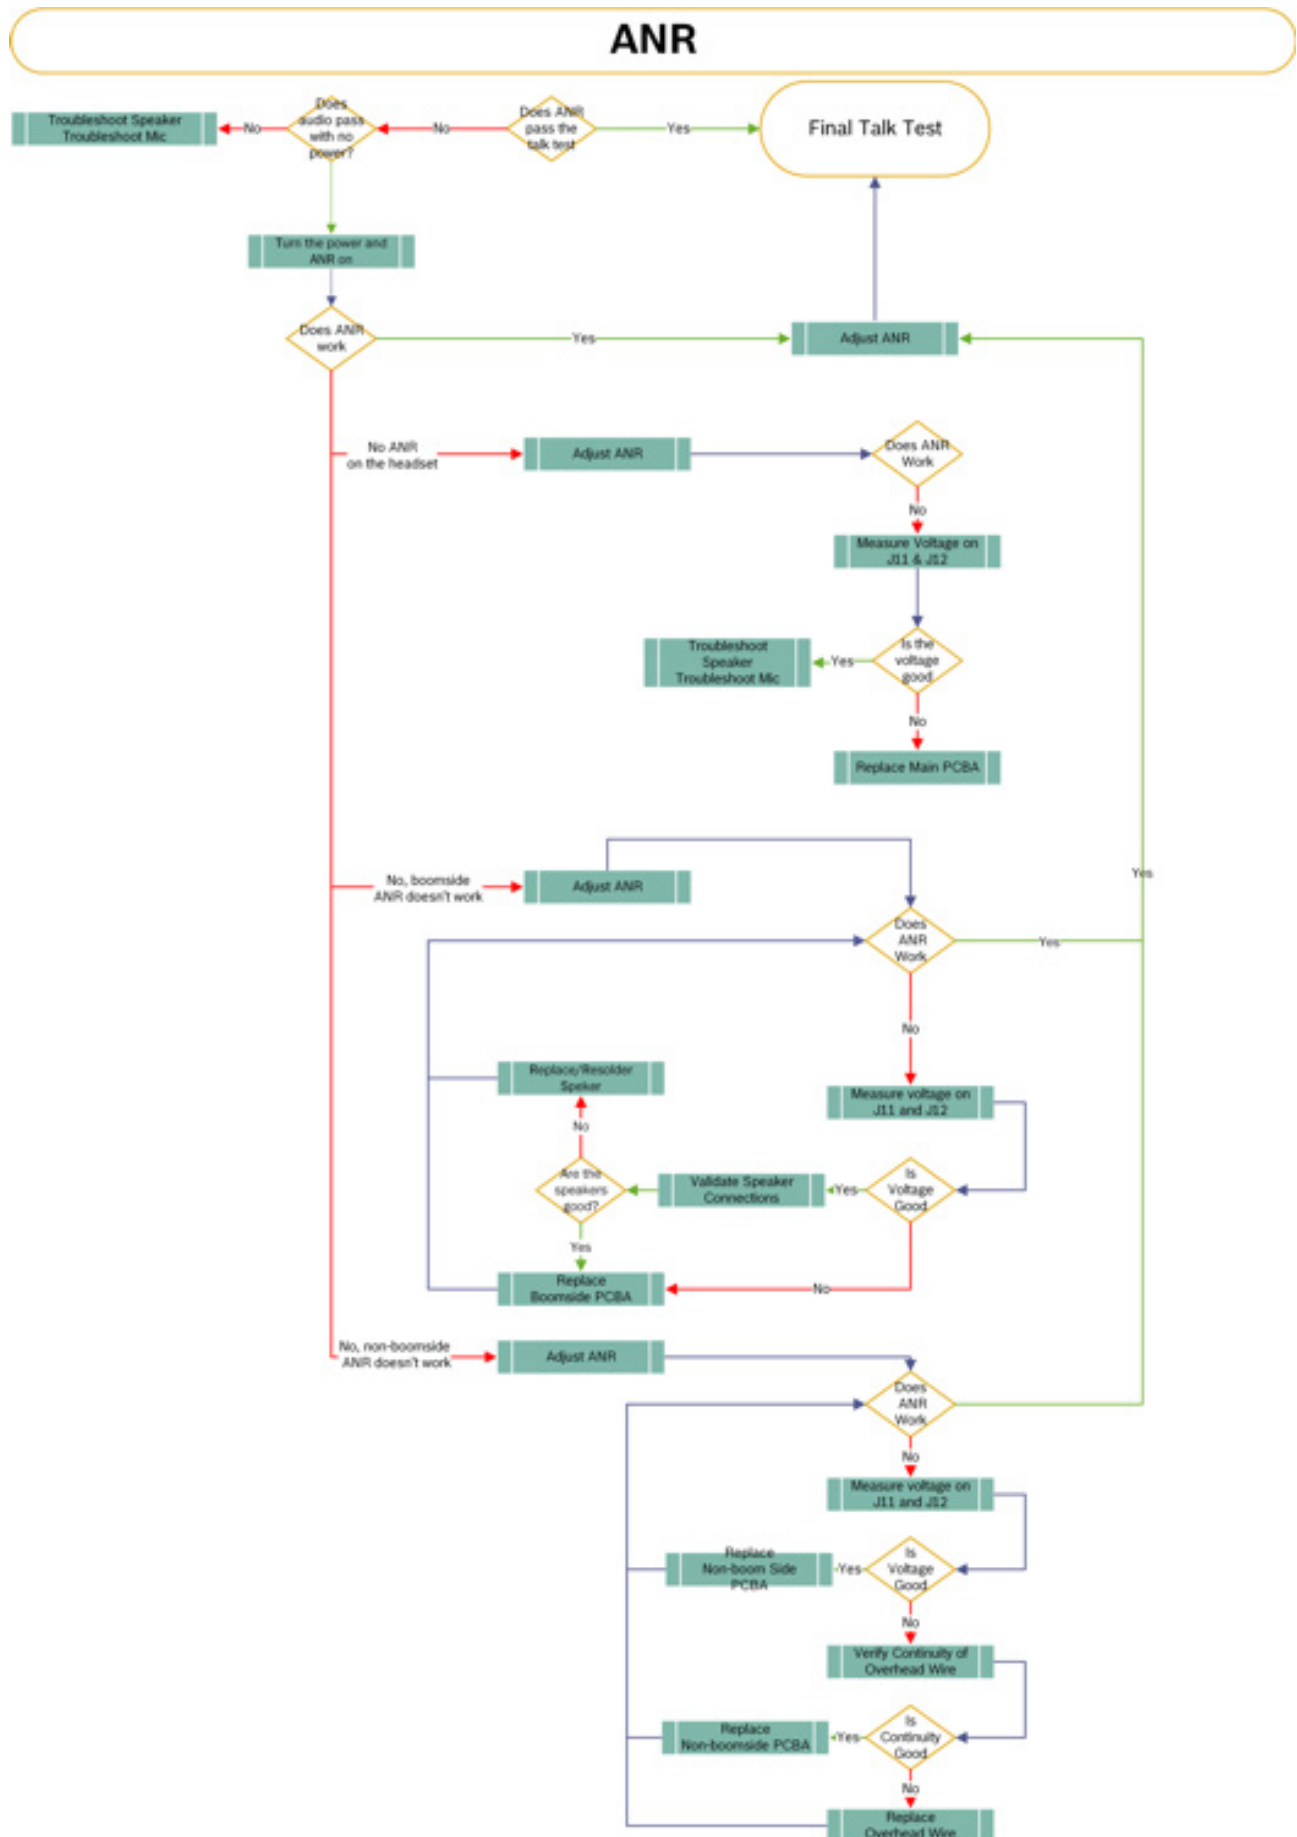 ANR
Troubleshoot Speaker
Troubleshoot Mic
No
Does
audio pass
with no
power?
No
Does ANR
pass the
talk test
Yes
Final Talk Test
Turn the power and
ANR on
Does ANR
work
Yes
Adjust ANR
No ANR
on the headset
Adjust ANR
Does ANR
Work
No
Measure Voltage on
J11 & J12
Troubleshoot
Speaker
Troubleshoot Mic
Yes
Is the
voltage
good
No
Replace Main PCBA
Yes
No, boomside
ANR doesn't work
Adjust ANR
Does
ANR
Work
Yes
No
Replace/Resolder
Speker
Measure voltage on
J11 and J12
No
Are the
speakers
good?
Validate Speaker
Connections
Yes
Is
Voltage
Good
Yes
Replace
Boomside PCBA
No
No, non-boomside
ANR doesn't work
Adjust ANR
Does
ANR
Work
No
Measure voltage on
J11 and J12
Replace
Non-boom Side
PCBA
Yes
Is
Voltage
Good
No
Verify Continuity of
Overhead Wire
Replace
Non-boomside PCBA
Yes
Is
Continuity
Good
No
Replace
Overhead Wire